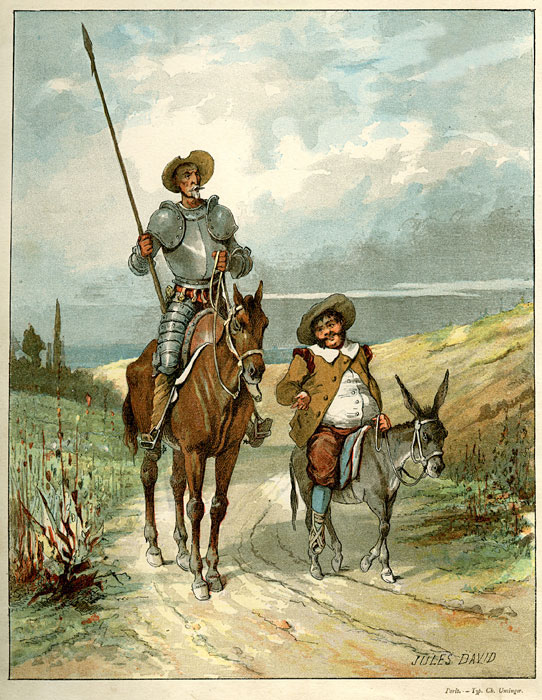 JULES DAVID
Paris. – Typ. Ch. Unsinger.